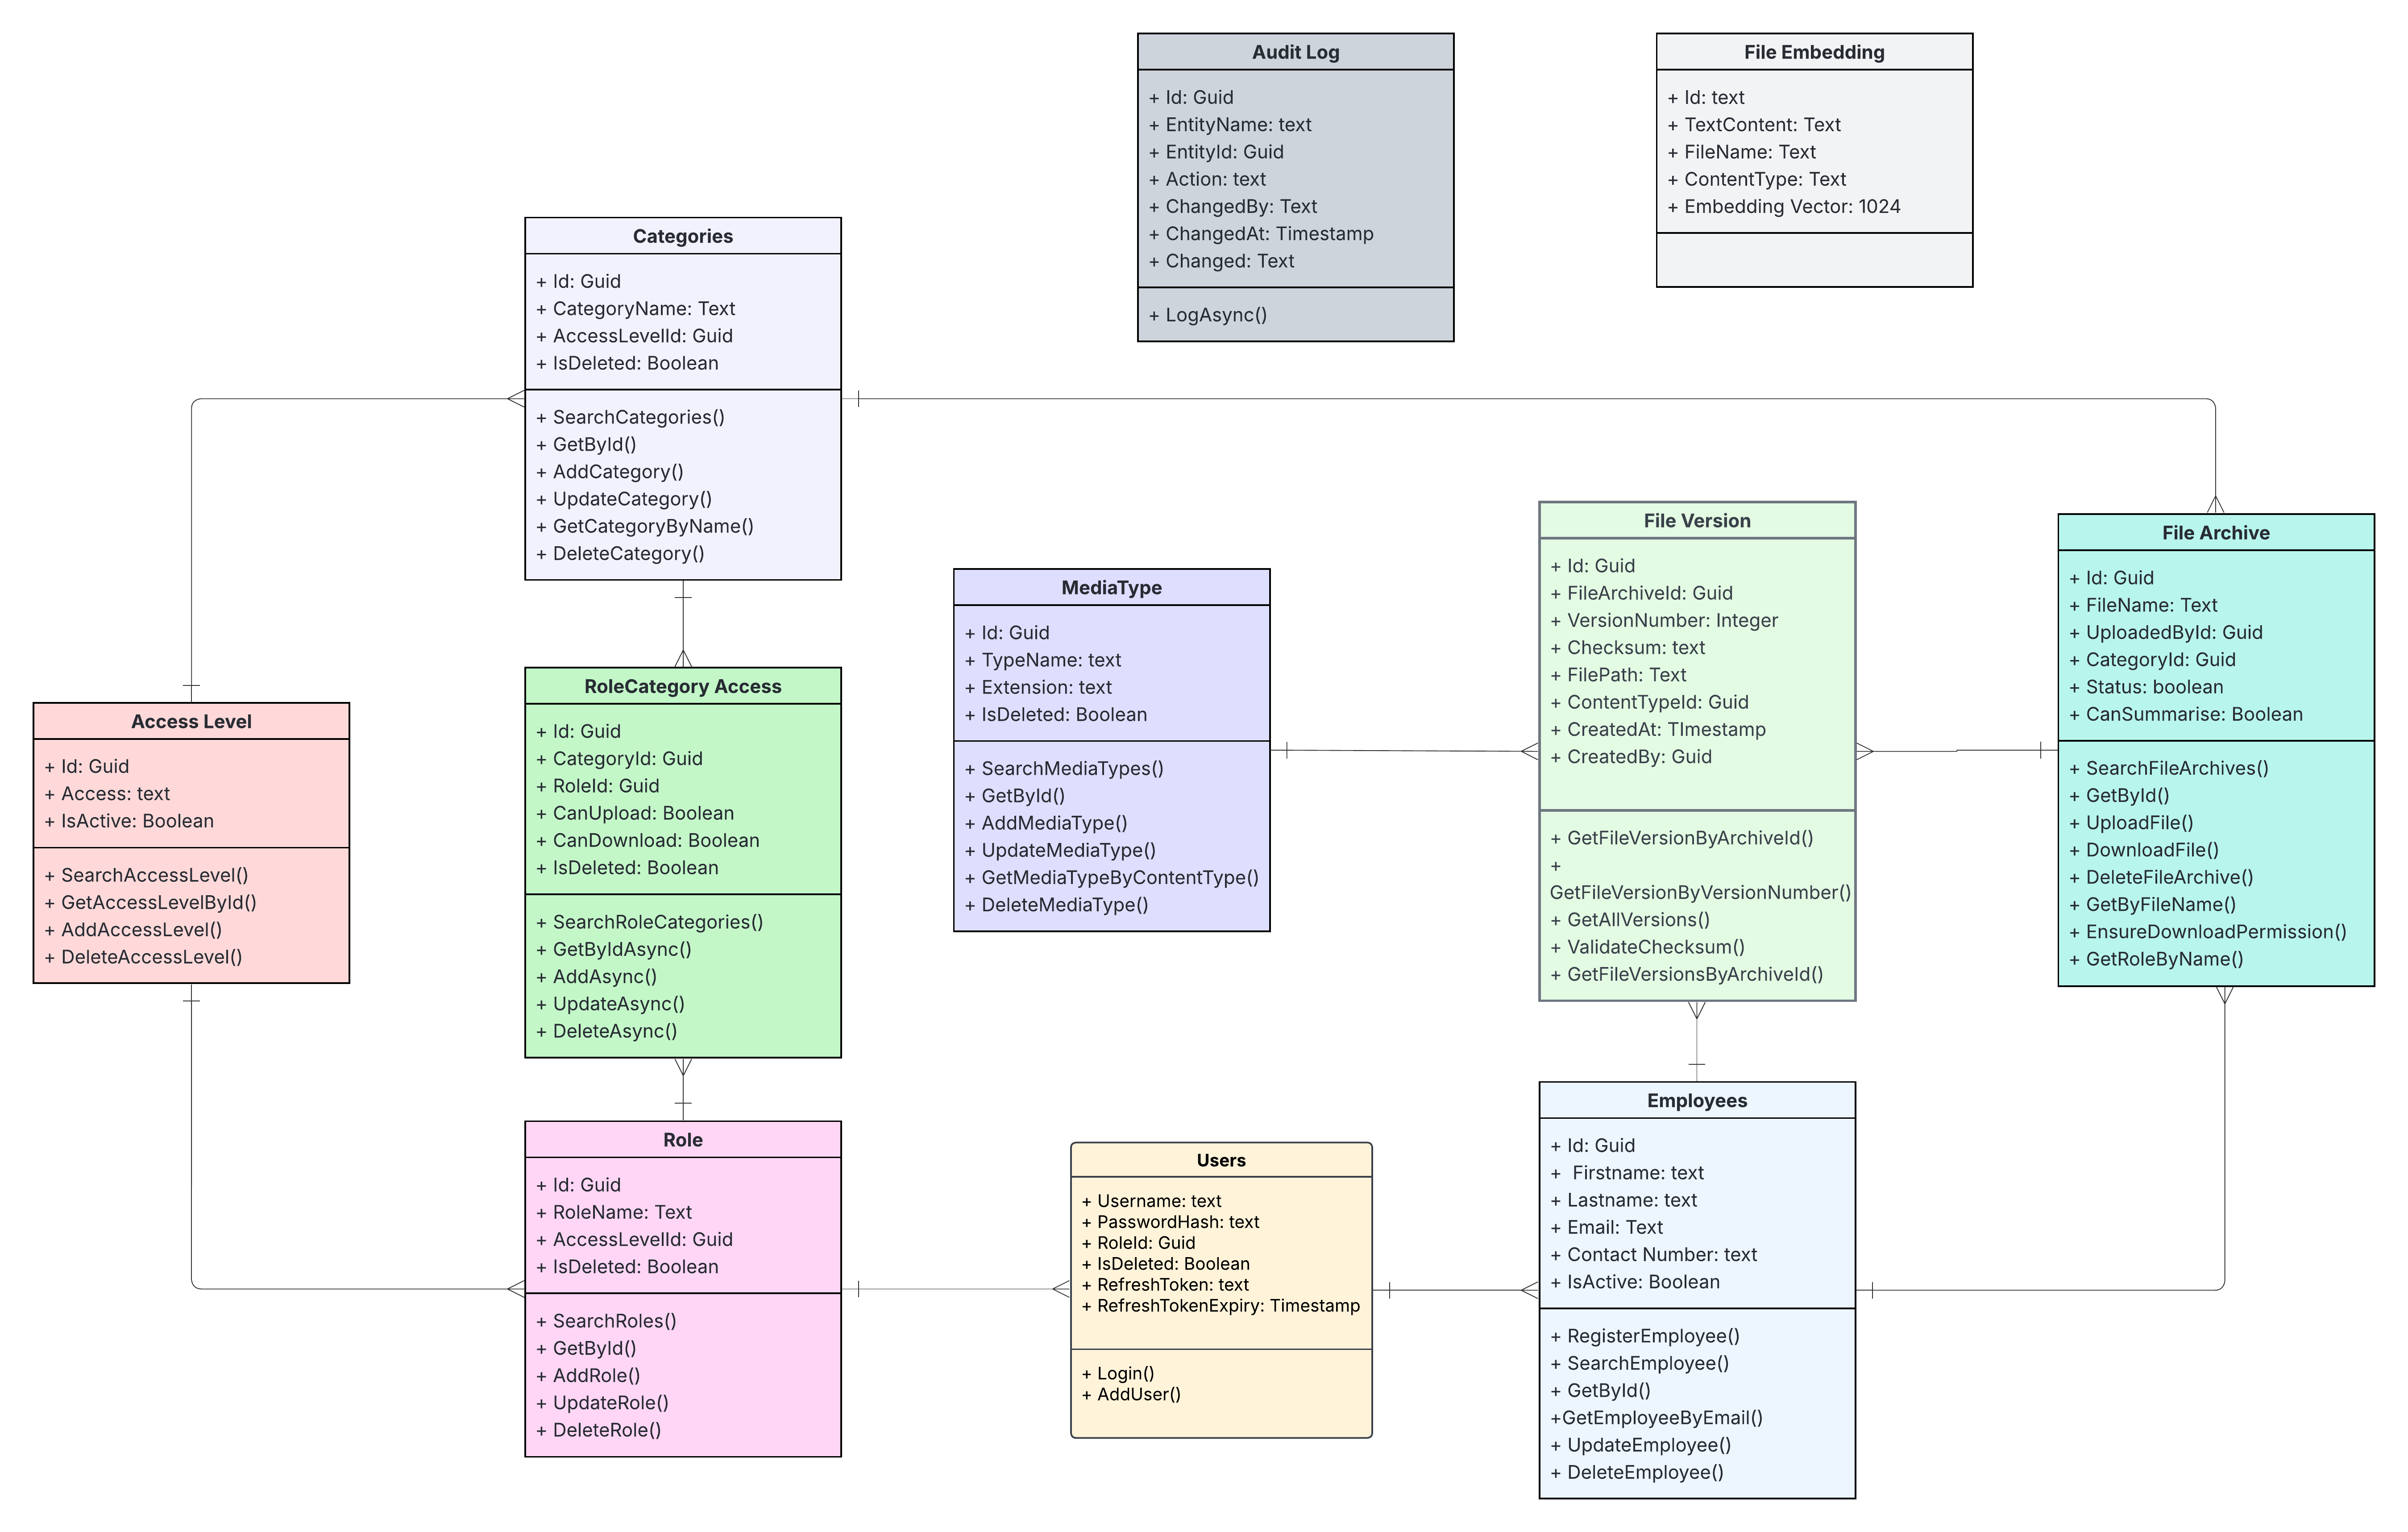 Audit Log
+ Id: Guid
+ EntityName: text
+ EntityId: Guid
+ Action: text
+ ChangedBy: Text
+ ChangedAt: Timestamp
+ Changed: Text
+ LogAsync()
File Embedding
+ Id: text
+ TextContent: Text
+ FileName: Text
+ ContentType: Text
+ Embedding Vector: 1024
Categories
+ Id: Guid
+ CategoryName: Text
+ AccessLevelId: Guid
+ IsDeleted: Boolean
+ SearchCategories()
+ GetById()
+ AddCategory()
+ UpdateCategory()
+ GetCategoryByName()
+ DeleteCategory()
File Version
+ Id: Guid
+ FileArchiveId: Guid
+ VersionNumber: Integer
+ Checksum: text
+ FilePath: Text
+ ContentTypeId: Guid
+ CreatedAt: TImestamp
+ CreatedBy: Guid
+ GetFileVersionByArchiveId()
+
GetFileVersionByVersionNumber()
+ GetAllVersions()
+ ValidateChecksum()
+ GetFileVersionsByArchiveId()
File Archive
+ Id: Guid
+ FileName: Text
+ UploadedById: Guid
+ CategoryId: Guid
+ Status: boolean
+ CanSummarise: Boolean
+ SearchFileArchives()
+ GetById()
+ UploadFile()
+ DownloadFile()
+ DeleteFileArchive()
+ GetByFileName()
+ EnsureDownloadPermission()
+ GetRoleByName()
MediaType
+ Id: Guid
+ TypeName: text
+ Extension: text
+ IsDeleted: Boolean
+ SearchMediaTypes()
+ GetById()
+ AddMediaType()
+ UpdateMediaType()
+ GetMediaTypeByContentType()
+ DeleteMediaType()
RoleCategory Access
+ Id: Guid
+ CategoryId: Guid
+ RoleId: Guid
+ CanUpload: Boolean
+ CanDownload: Boolean
+ IsDeleted: Boolean
+ SearchRoleCategories()
+ GetByIdAsync()
+ AddAsync()
+ UpdateAsync()
+ DeleteAsync()
Access Level
+ Id: Guid
+ Access: text
+ IsActive: Boolean
+ SearchAccessLevel()
+ GetAccessLevelById()
+ AddAccessLevel()
+ DeleteAccessLevel()
Role
+ Id: Guid
+ RoleName: Text
+ AccessLevelId: Guid
+ IsDeleted: Boolean
+ SearchRoles()
+ GetById()
+ AddRole()
+ UpdateRole()
+ DeleteRole()
Users
+ Username: text
+ PasswordHash: text
+ RoleId: Guid
+ IsDeleted: Boolean
+ RefreshToken: text
+ RefreshTokenExpiry: Timestamp
+ Login()
+ AddUser()
Employees
+ Id: Guid
+  Firstname: text
+ Lastname: text
+ Email: Text
+ Contact Number: text
+ IsActive: Boolean
+ RegisterEmployee()
+ SearchEmployee()
+ GetById()
+GetEmployeeByEmail()
+ UpdateEmployee()
+ DeleteEmployee()